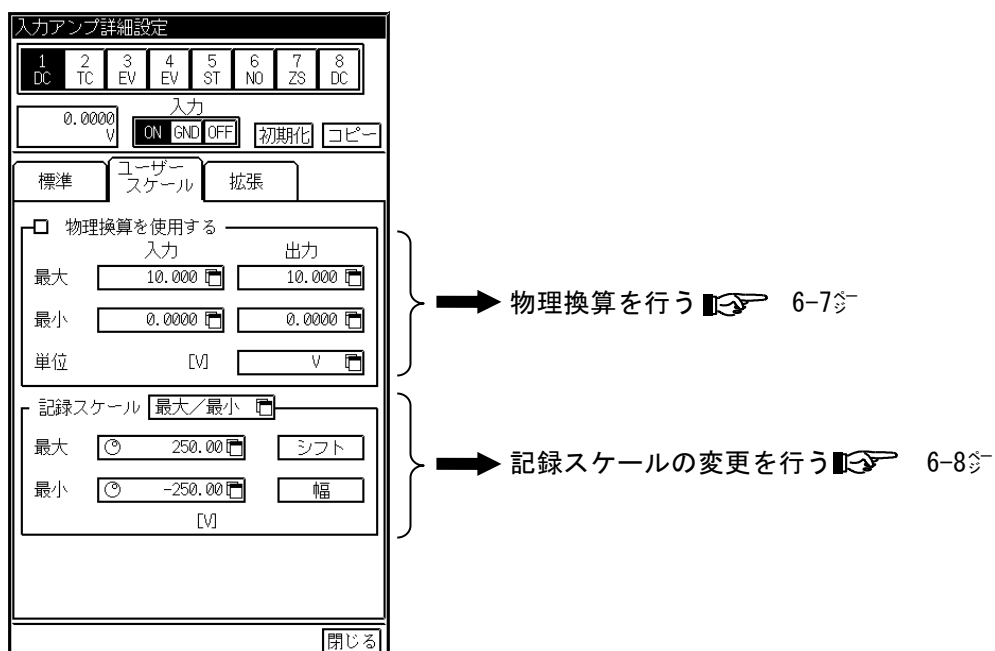 入力アンプ詳細設定
1 2 3 4 5 6 7 8
DC TC EV EV ST NO ZS DC
入力
0.0000 V ON GND OFF 初期化 コピー
標準 ユーザースケール 拡張
物理換算を使用する
入力 出力
最大 10.000 10.000
最小 0.0000 0.0000
単位 [V] V
物理換算を行う 6-7ページ
記録スケール 最大/最小
最大 250.00 シフト
最小 -250.00 幅
[V]
記録スケールの変更を行う 6-8ページ
閉じる